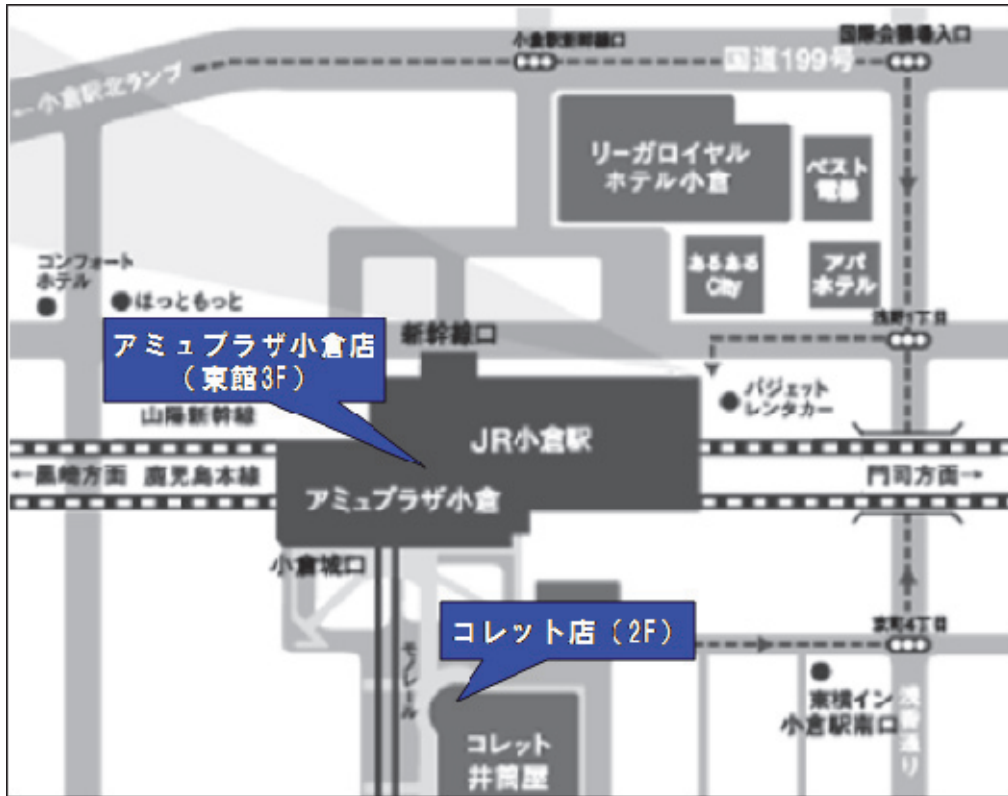 小倉駅新幹線口
国際会議場入口
国道199号
←小倉駅北ランプ
リーガロイヤル
ホテル小倉
ベスト
電器
コンフォート
ホテル
ほっともっと
あるある
City
アパ
ホテル
浅野1丁目
新幹線口
アミュプラザ小倉店
(東館3F)
バジェット
レンタカー
山陽新幹線
JR小倉駅
←黒崎方面
鹿児島本線
門司方面→
アミュプラザ小倉
小倉城口
コレット店(2F)
京町4丁目
モノレール
東横イン
小倉駅南口
浅香通り
コレット
井筒屋